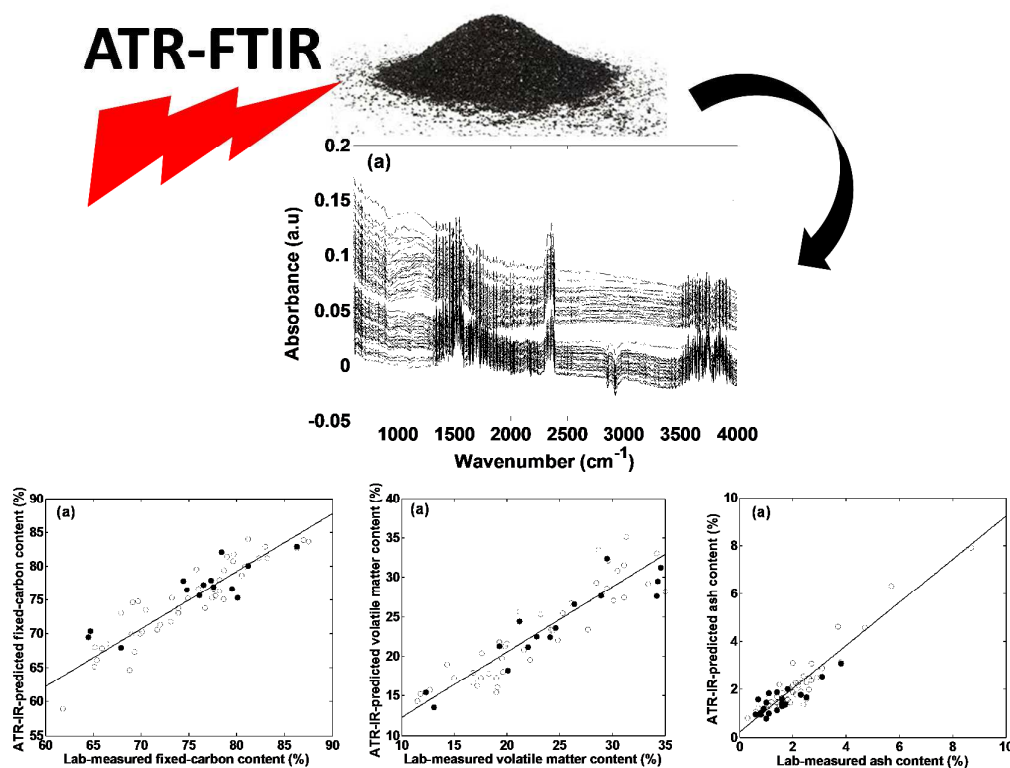 ATR-FTIR
(a)
0.2
0.15
0.1
0.05
0
-0.05
Absorbance (a.u)
1000 1500 2000 2500 3000 3500 4000
Wavenumber (cm⁻¹)
(a)
90
85
80
75
70
65
60
55
ATR-IR-predicted fixed-carbon content (%)
60 65 70 75 80 85 90
Lab-measured fixed-carbon content (%)
(a)
40
35
30
25
20
15
10
ATR-IR-predicted volatile matter content (%)
10 15 20 25 30 35
Lab-measured volatile matter content (%)
(a)
10
8
6
4
2
0
ATR-IR-predicted ash content (%)
0 2 4 6 8 10
Lab-measured ash content (%)